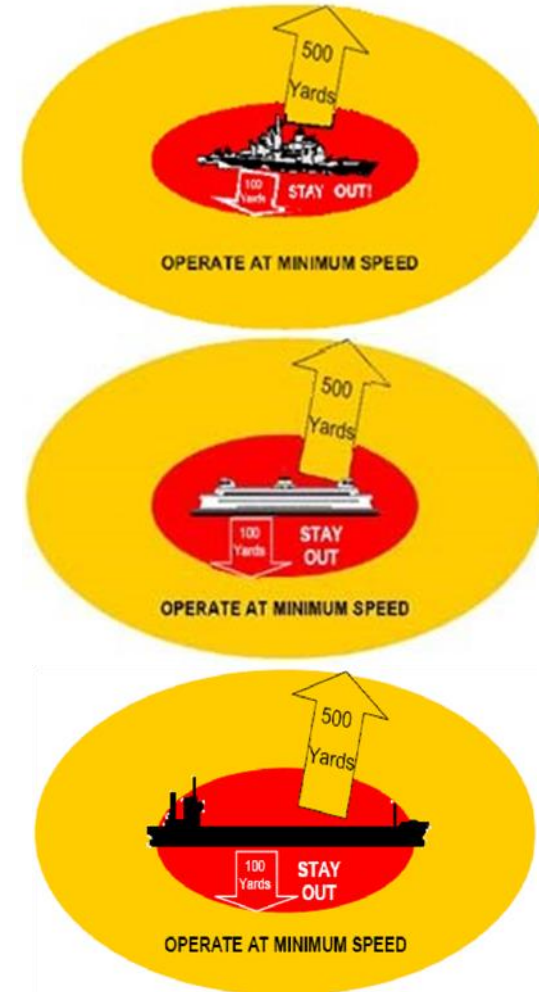 500
Yards
100
Yards
STAY OUT!
OPERATE AT MINIMUM SPEED
500
Yards
100
Yards
STAY
OUT
OPERATE AT MINIMUM SPEED
500
Yards
100
Yards
STAY
OUT
OPERATE AT MINIMUM SPEED